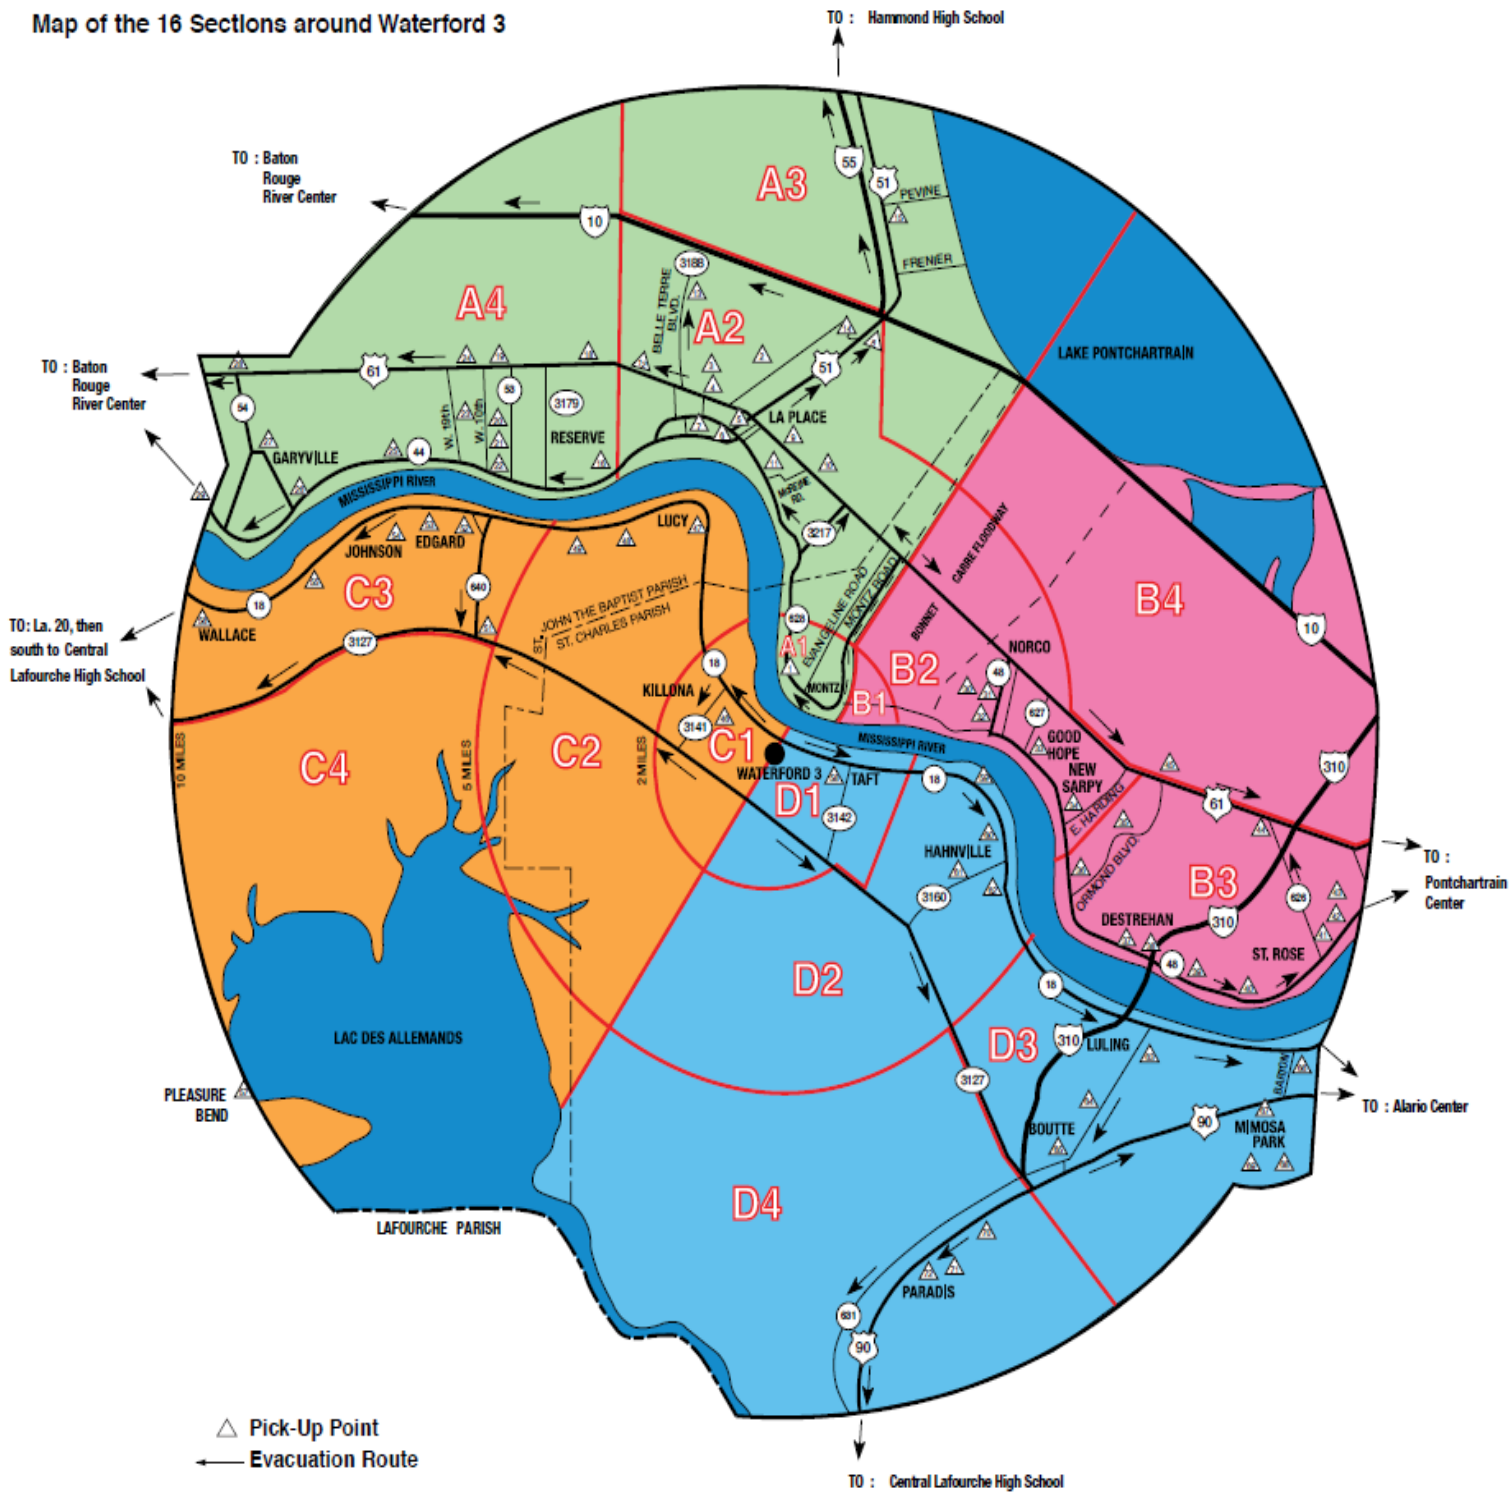 Map of the 16 Sections around Waterford 3
TO : Hammond High School
TO : Baton
Rouge
River Center
55
51
PEVINE
A3
10
FRENIER
3188
BELLE TERRE
BLVD.
A4
A2
LAKE PONTCHARTRAIN
TO : Baton
Rouge
River Center
61
51
54
53
3179
W. 19th
W. 10th
LA PLACE
RESERVE
GARYVILLE
44
MISSISSIPPI RIVER
McREINE
RD.
LUCY
3217
JOHNSON
EDGARD
CARRE FLOODWAY
BONNET
EVANGELINE ROAD
MONTZ ROAD
C3
640
ST. JOHN THE BAPTIST PARISH
ST. CHARLES PARISH
B4
18
WALLACE
628
10
TO: La. 20, then
south to Central
Lafourche High School
3127
A1
1
NORCO
18
B2
48
KILLONA
MONTZ
B1
627
3141
C1
MISSISSIPPI RIVER
GOOD
HOPE
10 MILES
C4
5 MILES
C2
2 MILES
WATERFORD 3
TAFT
18
NEW
SARPY
310
D1
61
3142
E. HARDING
ORMOND BLVD.
HAHNVILLE
TO :
Pontchartrain
Center
3160
B3
626
DESTREHAN
310
ST. ROSE
48
D2
18
LAC DES ALLEMANDS
D3
310
LULING
BARTON
3127
PLEASURE
BEND
TO : Alario Center
90
BOUTTE
MIMOSA
PARK
D4
LAFOURCHE PARISH
PARADIS
631
90
Pick-Up Point
Evacuation Route
TO : Central Lafourche High School